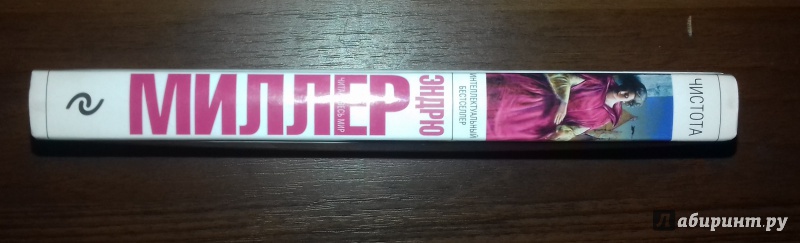 МИЛЛЕР
ЭНДРЮ
ЧИТАЕТ ВЕСЬ МИР
ИНТЕЛЛЕКТУАЛЬНЫЙ
БЕСТСЕЛЛЕР
ЧИСТОТА
лабиринт.ру